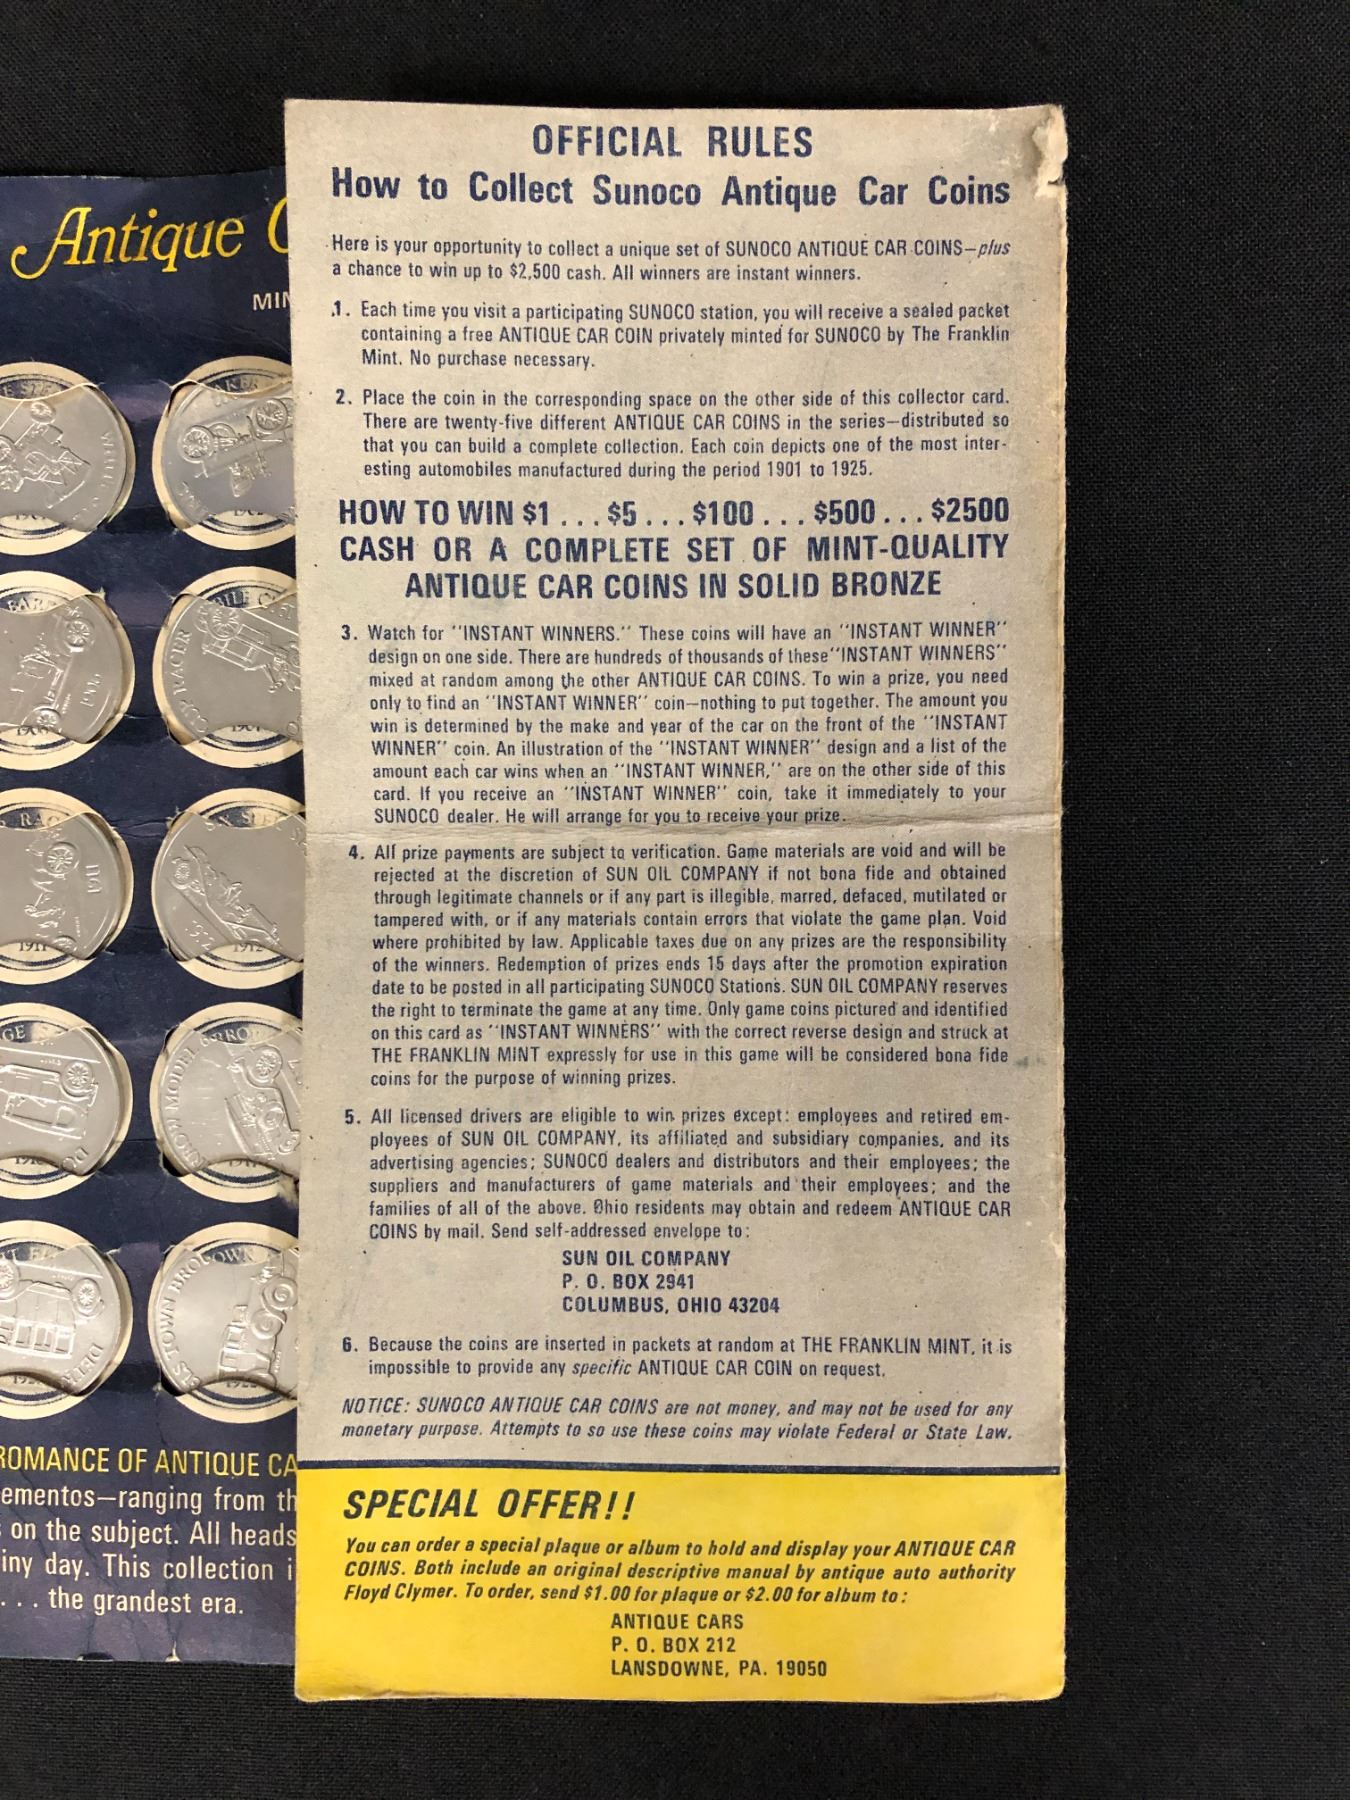 OFFICIAL RULES
How to Collect Sunoco Antique Car Coins
Here is your opportunity to collect a unique set of SUNOCO ANTIQUE CAR COINS—plus
a chance to win up to $2,500 cash. All winners are instant winners.
1. Each time you visit a participating SUNOCO station, you will receive a sealed packet
containing a free ANTIQUE CAR COIN privately minted for SUNOCO by The Franklin
Mint. No purchase necessary.
2. Place the coin in the corresponding space on the other side of this collector card.
There are twenty-five different ANTIQUE CAR COINS in the series—distributed so
that you can build a complete collection. Each coin depicts one of the most inter-
esting automobiles manufactured during the period 1901 to 1925.
HOW TO WIN $1 ... $5 ... $100 ... $500 ... $2500
CASH OR A COMPLETE SET OF MINT-QUALITY
ANTIQUE CAR COINS IN SOLID BRONZE
3. Watch for "INSTANT WINNERS." These coins will have an "INSTANT WINNER"
design on one side. There are hundreds of thousands of these "INSTANT WINNERS"
mixed at random among the other ANTIQUE CAR COINS. To win a prize, you need
only to find an "INSTANT WINNER" coin—nothing to put together. The amount you
win is determined by the make and year of the car on the front of the "INSTANT
WINNER" coin. An illustration of the "INSTANT WINNER" design and a list of the
amount each car wins when an "INSTANT WINNER," are on the other side of this
card. If you receive an "INSTANT WINNER" coin, take it immediately to your
SUNOCO dealer. He will arrange for you to receive your prize.
4. All prize payments are subject to verification. Game materials are void and will be
rejected at the discretion of SUN OIL COMPANY if not bona fide and obtained
through legitimate channels or if any part is illegible, marred, defaced, mutilated or
tampered with, or if any materials contain errors that violate the game plan. Void
where prohibited by law. Applicable taxes due on any prizes are the responsibility
of the winners. Redemption of prizes ends 15 days after the promotion expiration
date to be posted in all participating SUNOCO Stations. SUN OIL COMPANY reserves
the right to terminate the game at any time. Only game coins pictured and identified
on this card as "INSTANT WINNERS" with the correct reverse design and struck at
THE FRANKLIN MINT expressly for use in this game will be considered bona fide
coins for the purpose of winning prizes.
5. All licensed drivers are eligible to win prizes except: employees and retired em-
ployees of SUN OIL COMPANY, its affiliated and subsidiary companies, and its
advertising agencies; SUNOCO dealers and distributors and their employees; the
suppliers and manufacturers of game materials and their employees; and the
families of all of the above. Ohio residents may obtain and redeem ANTIQUE CAR
COINS by mail. Send self-addressed envelope to:
SUN OIL COMPANY
P. O. BOX 2941
COLUMBUS, OHIO 43204
6. Because the coins are inserted in packets at random at THE FRANKLIN MINT, it is
impossible to provide any specific ANTIQUE CAR COIN on request.
NOTICE: SUNOCO ANTIQUE CAR COINS are not money, and may not be used for any
monetary purpose. Attempts to so use these coins may violate Federal or State Law.
SPECIAL OFFER!!
You can order a special plaque or album to hold and display your ANTIQUE CAR
COINS. Both include an original descriptive manual by antique auto authority
Floyd Clymer. To order, send $1.00 for plaque or $2.00 for album to:
ANTIQUE CARS
P. O. BOX 212
LANSDOWNE, PA. 19050
Antique C
MIN
CUP RACER
1911
1911
1912
1912
ROMANCE OF ANTIQUE CA
ementos—ranging from th
on the subject. All heads
iny day. This collection i
... the grandest era.